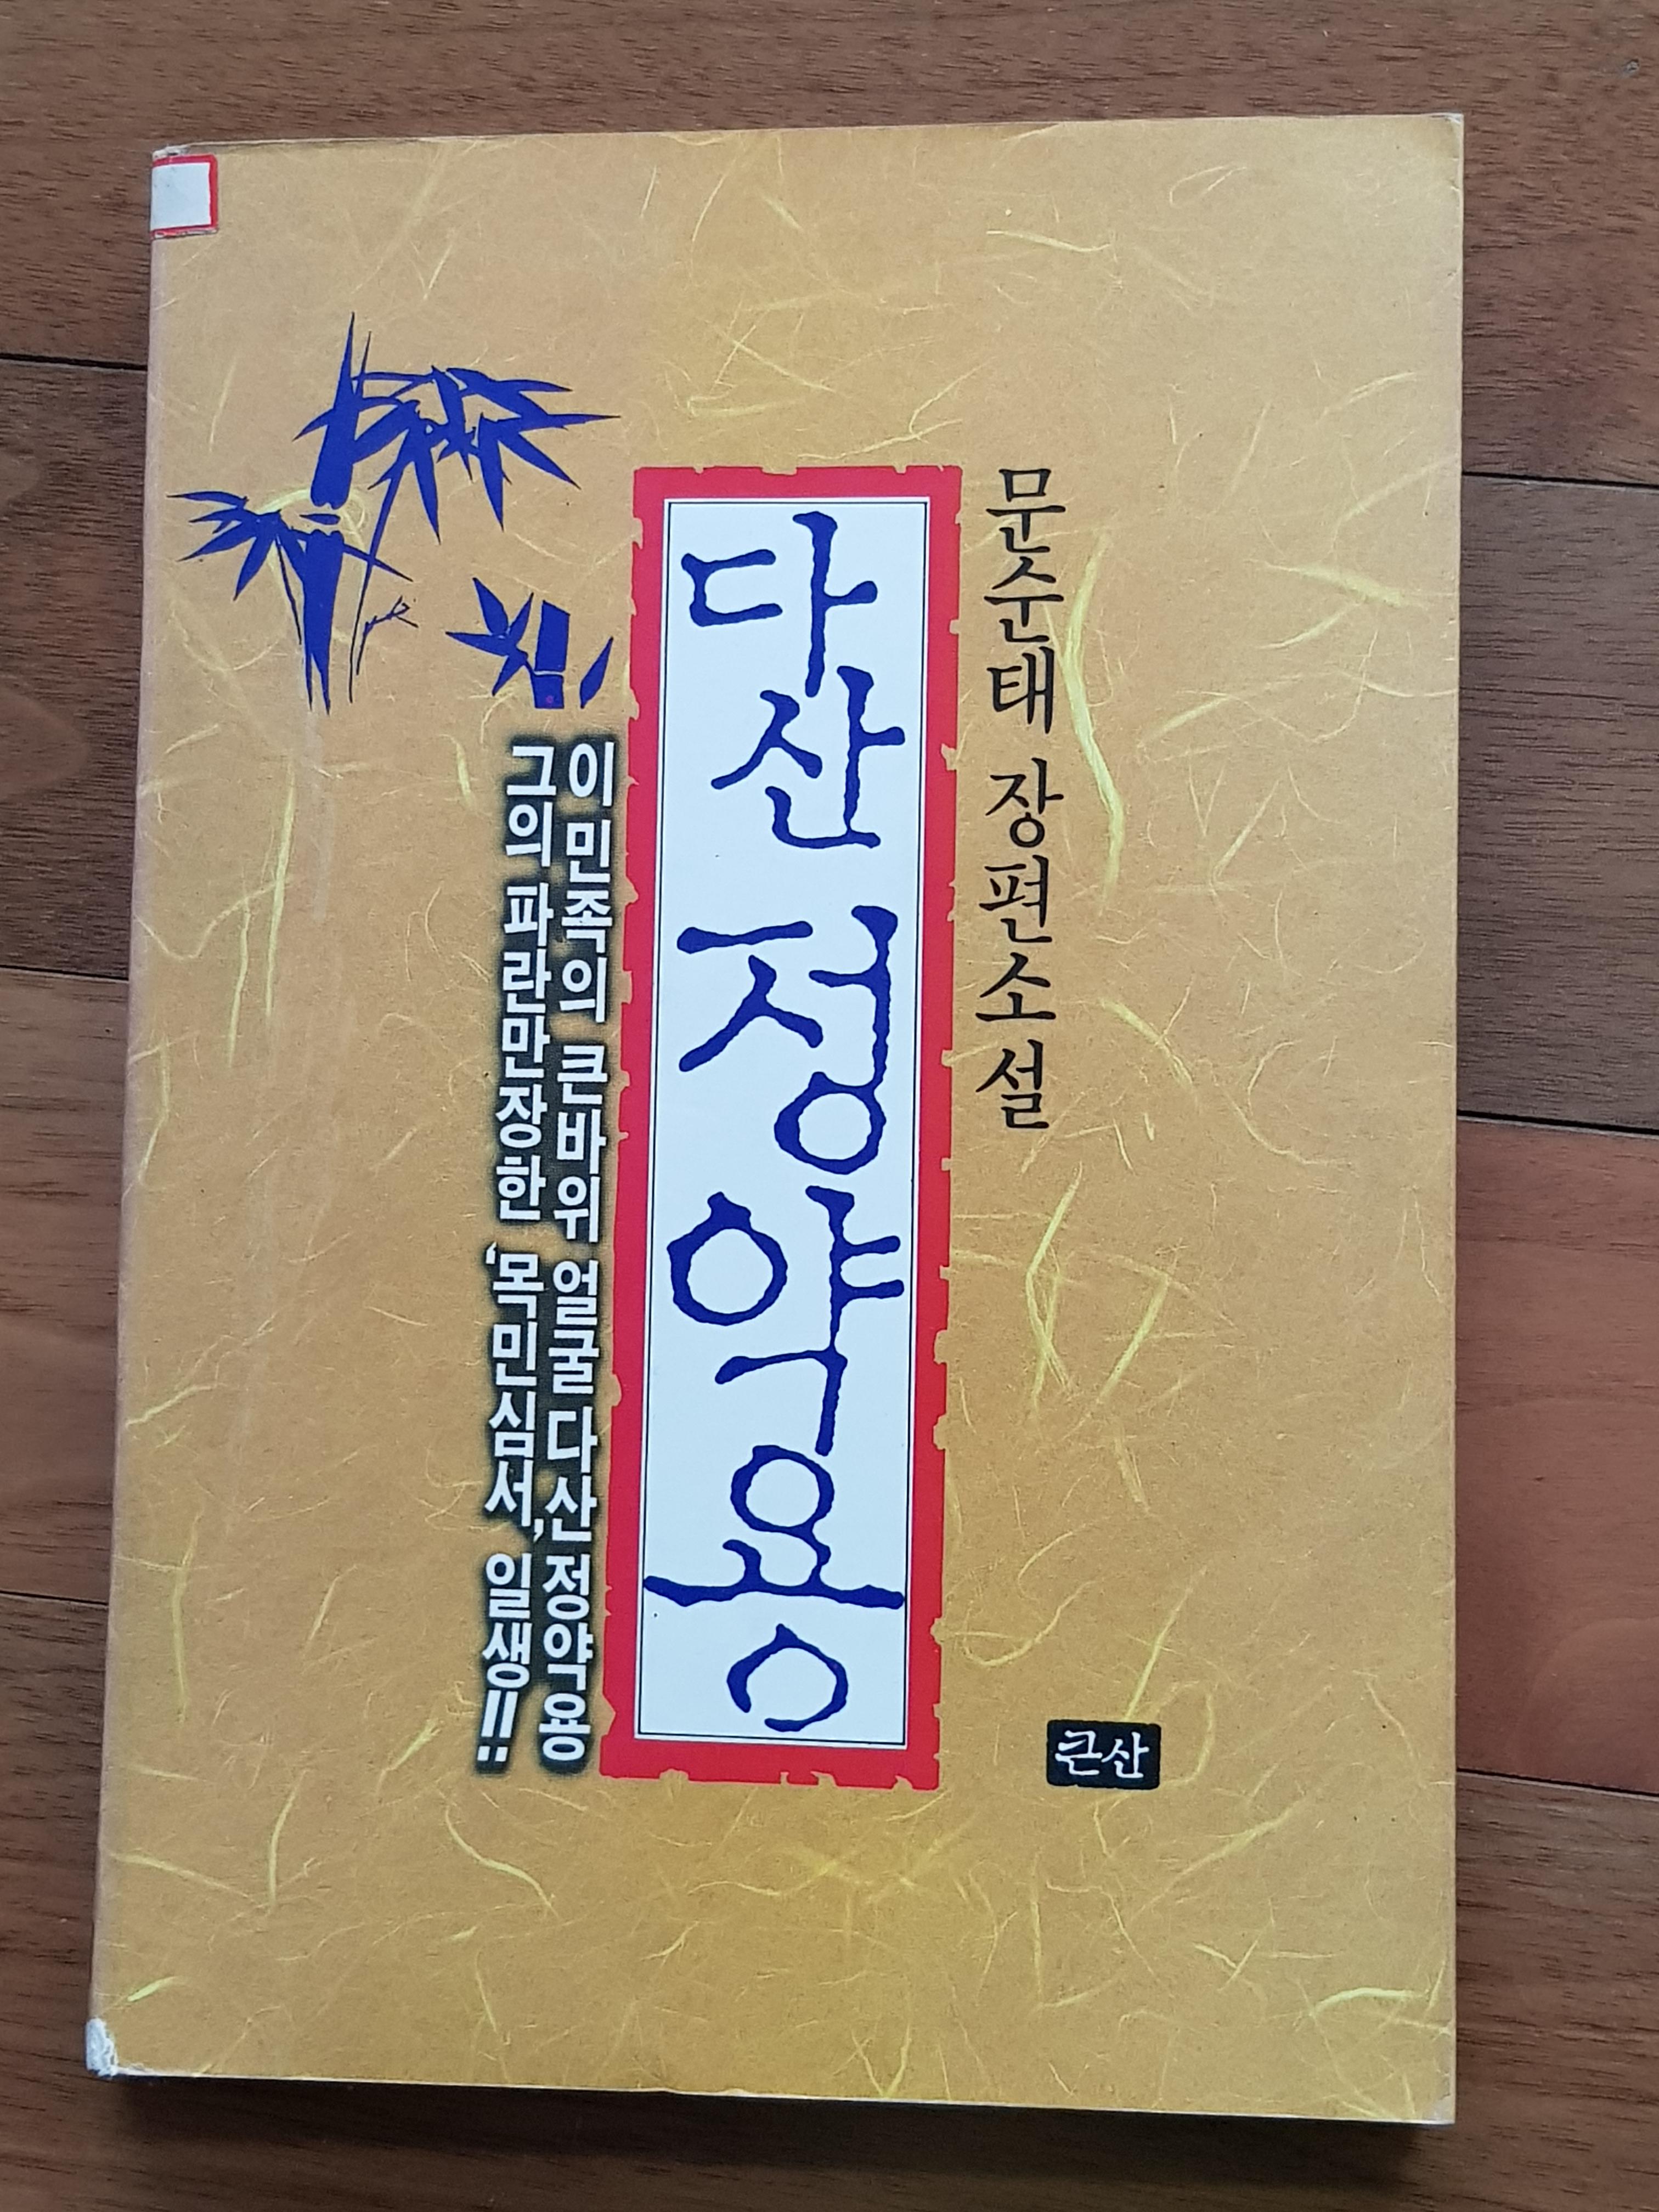 문순태 장편소설
다산 정약용
이 민족의 큰바위 얼굴 다산 정약용
그의 파란만장한 '목민심서' 일생!!
큰산